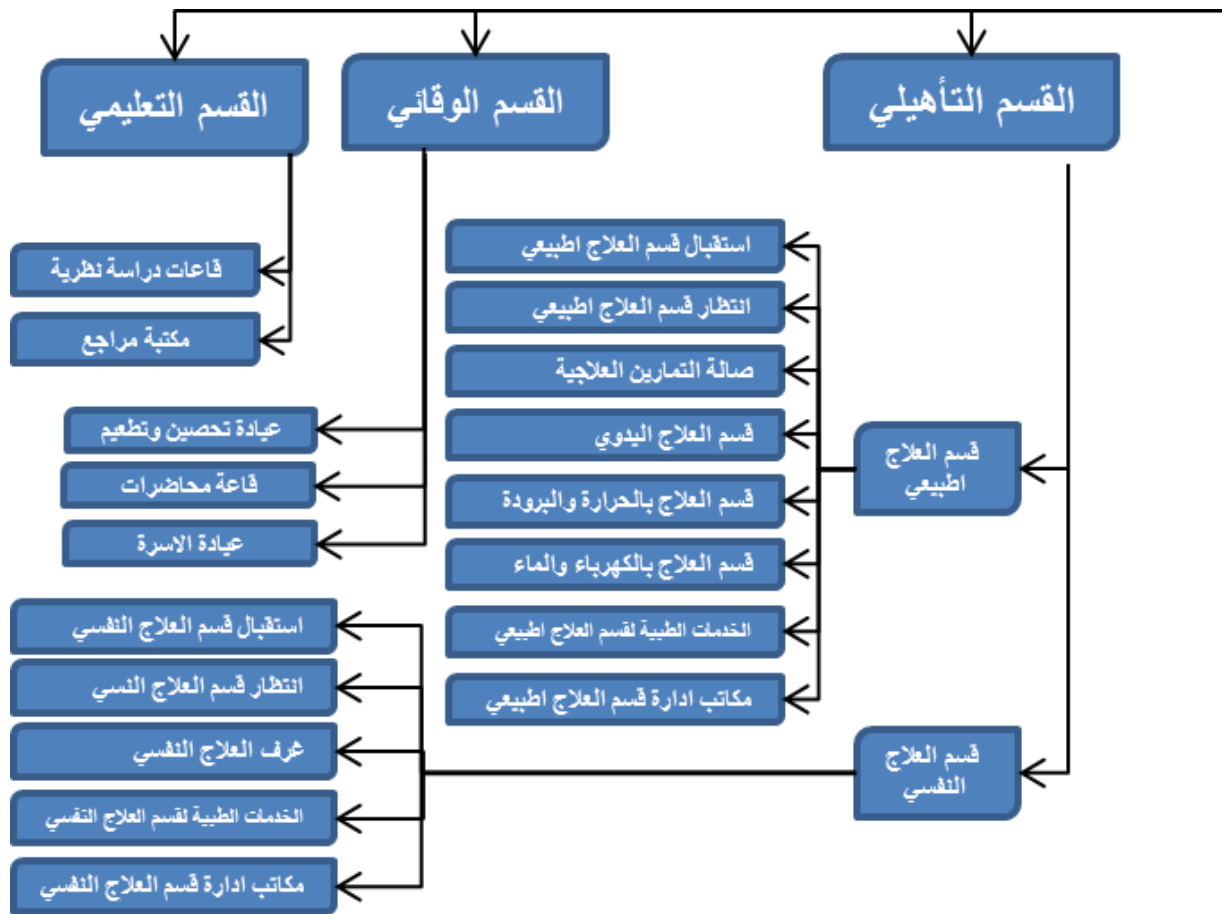 القسم التأهيلي
القسم الوقائي
القسم التعليمي
قسم العلاج
اطبيعي
استقبال قسم العلاج اطبيعي
انتظار قسم العلاج اطبيعي
صالة التمارين العلاجية
قسم العلاج اليدوي
قسم العلاج بالحرارة والبرودة
قسم العلاج بالكهرباء والماء
الخدمات الطبية لقسم العلاج اطبيعي
مكاتب ادارة قسم العلاج اطبيعي
قسم العلاج
النفسي
استقبال قسم العلاج النفسي
انتظار قسم العلاج النسي
غرف العلاج النفسي
الخدمات الطبية لقسم العلاج النفسي
مكاتب ادارة قسم العلاج النفسي
عيادة تحصين وتطعيم
قاعة محاضرات
عيادة الاسرة
قاعات دراسة نظرية
مكتبة مراجع